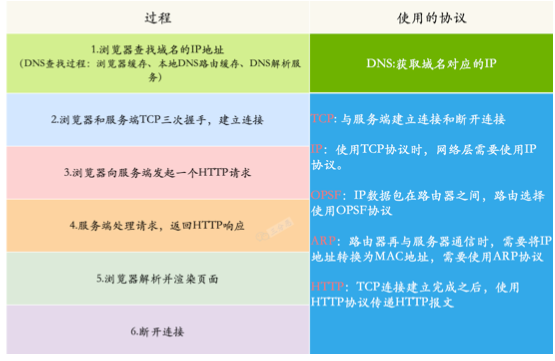 过程
使用的协议
1.浏览器查找域名的IP地址
(DNS查找过程：浏览器缓存、本地DNS路由缓存、DNS解析服
务)
DNS:获取域名对应的IP
2.浏览器和服务端TCP三次握手，建立连接
3.浏览器向服务端发起一个HTTP请求
4.服务端处理请求，返回HTTP响应
5.浏览器解析并渲染页面
6.断开连接
TCP: 与服务端建立连接和断开连接
IP：使用TCP协议时，网络层需要使用IP
协议。
OPSF：IP数据包在路由器之间，路由选择
使用OPSF协议
ARP：路由器再与服务器通信时，需要将IP
地址转换为MAC地址，需要使用ARP协议
HTTP：TCP连接建立完成之后，使用
HTTP协议传递HTTP报文